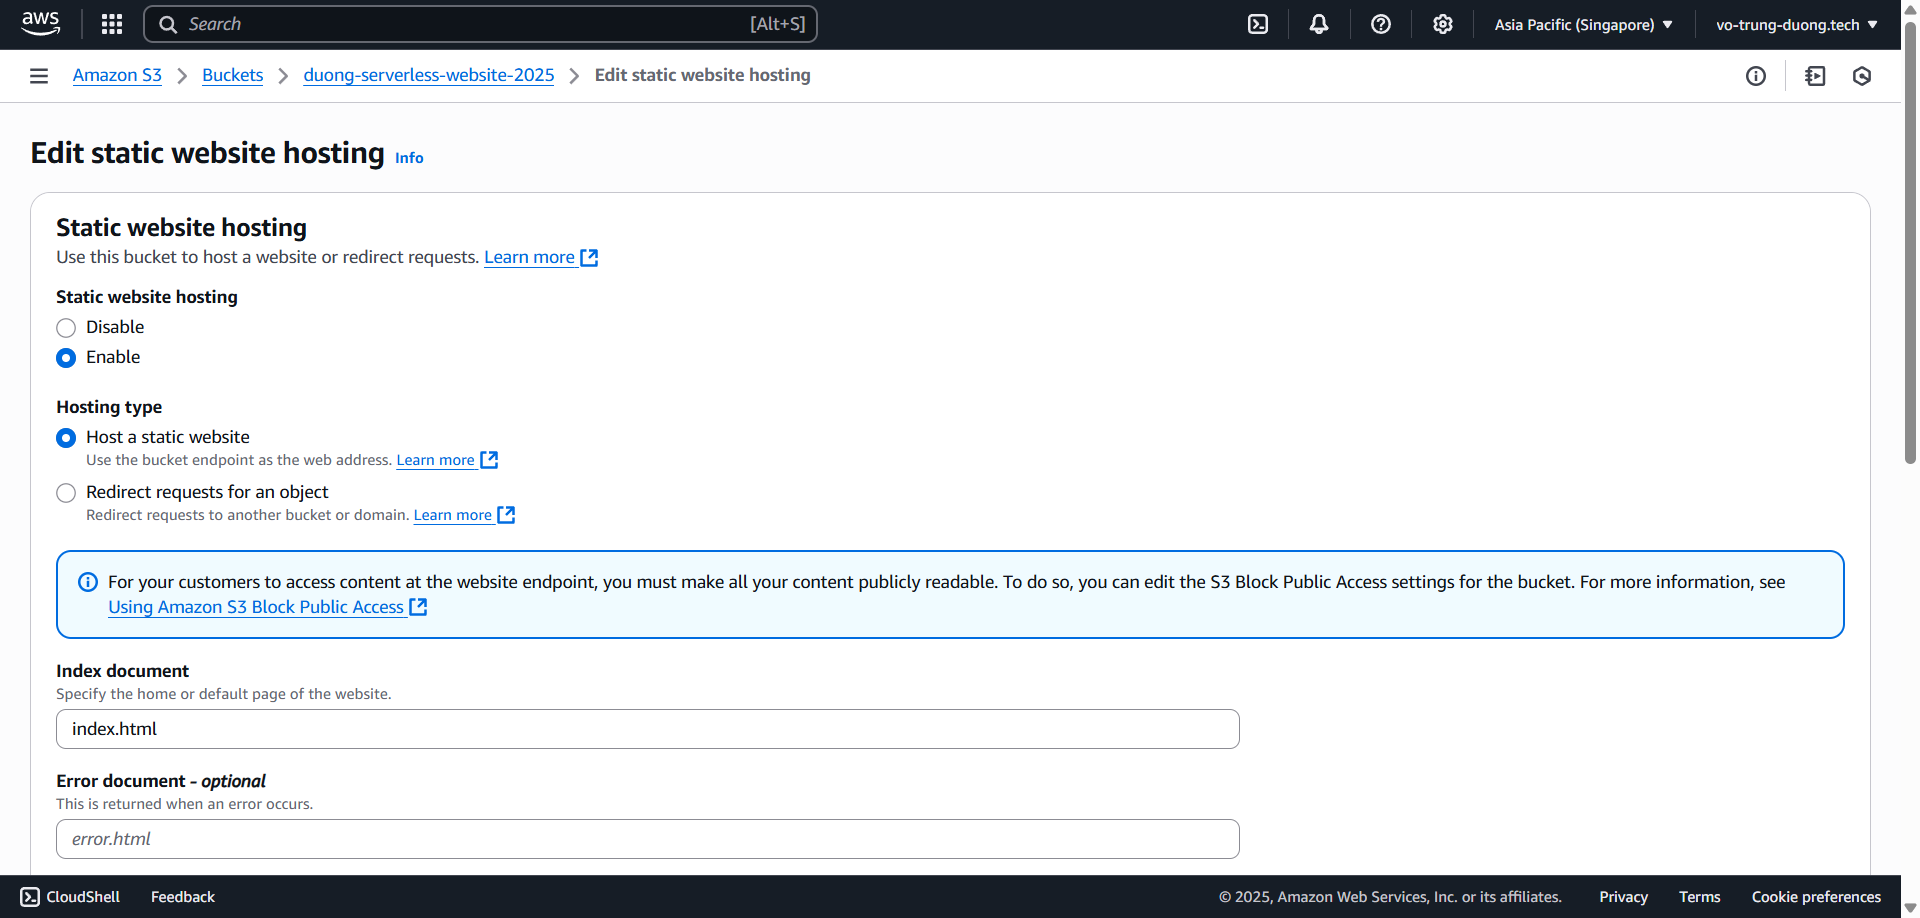 aws
Search [Alt+S]
Asia Pacific (Singapore)
vo-trung-duong.tech
Amazon S3
Buckets
duong-serverless-website-2025
Edit static website hosting
Edit static website hosting Info
Static website hosting
Use this bucket to host a website or redirect requests. Learn more
Static website hosting
Disable
Enable
Hosting type
Host a static website
Use the bucket endpoint as the web address. Learn more
Redirect requests for an object
Redirect requests to another bucket or domain. Learn more
For your customers to access content at the website endpoint, you must make all your content publicly readable. To do so, you can edit the S3 Block Public Access settings for the bucket. For more information, see
Using Amazon S3 Block Public Access
Index document
Specify the home or default page of the website.
index.html
Error document - optional
This is returned when an error occurs.
error.html
CloudShell
Feedback
© 2025, Amazon Web Services, Inc. or its affiliates.
Privacy
Terms
Cookie preferences